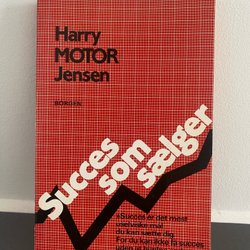 Harry
MOTOR
Jensen
BORGEN
Succes
som
sælger
»Succes er det mest
uselviske mål
du kan sætte dig.
For du kan ikke få succes